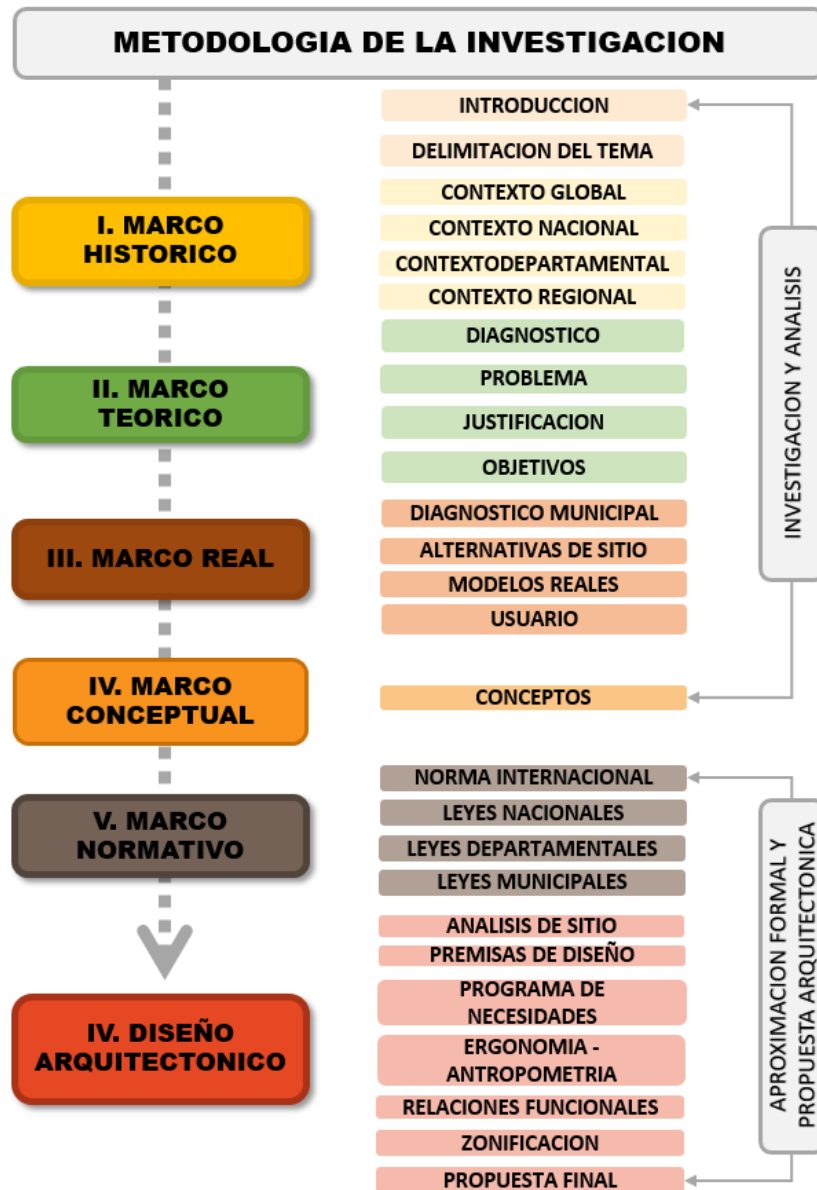 METODOLOGIA DE LA INVESTIGACION
I. MARCO
HISTORICO
II. MARCO
TEORICO
III. MARCO REAL
IV. MARCO
CONCEPTUAL
V. MARCO
NORMATIVO
IV. DISEÑO
ARQUITECTONICO
INTRODUCCION
DELIMITACION DEL TEMA
CONTEXTO GLOBAL
CONTEXTO NACIONAL
CONTEXTODEPARTAMENTAL
CONTEXTO REGIONAL
DIAGNOSTICO
PROBLEMA
JUSTIFICACION
OBJETIVOS
DIAGNOSTICO MUNICIPAL
ALTERNATIVAS DE SITIO
MODELOS REALES
USUARIO
CONCEPTOS
NORMA INTERNACIONAL
LEYES NACIONALES
LEYES DEPARTAMENTALES
LEYES MUNICIPALES
ANALISIS DE SITIO
PREMISAS DE DISEÑO
PROGRAMA DE
NECESIDADES
ERGONOMIA -
ANTROPOMETRIA
RELACIONES FUNCIONALES
ZONIFICACION
PROPUESTA FINAL
INVESTIGACION Y ANALISIS
APROXIMACION FORMAL Y
PROPUESTA ARQUITECTONICA